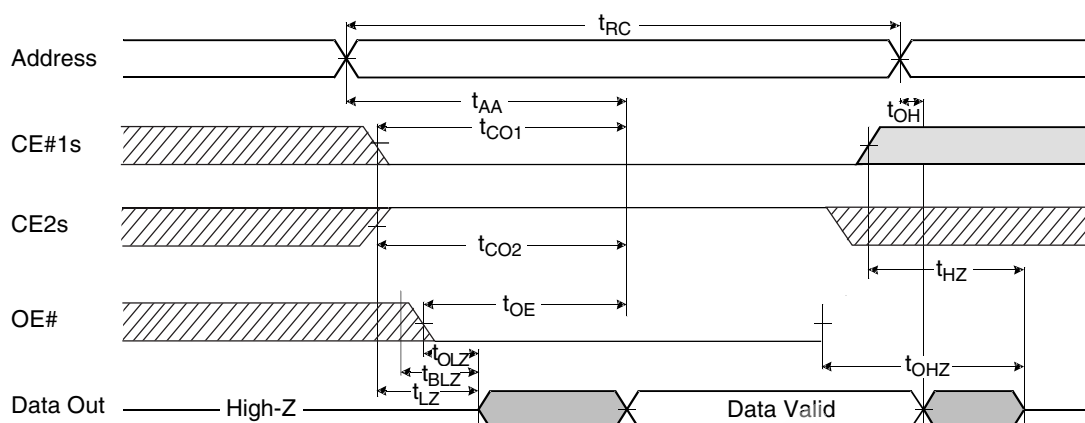 tRC
Address
tAA
tOH
tCO1
CE#1s
CE2s
tCO2
tHZ
tOE
OE#
tOLZ
tOHZ
tBLZ
tLZ
Data Out High-Z Data Valid